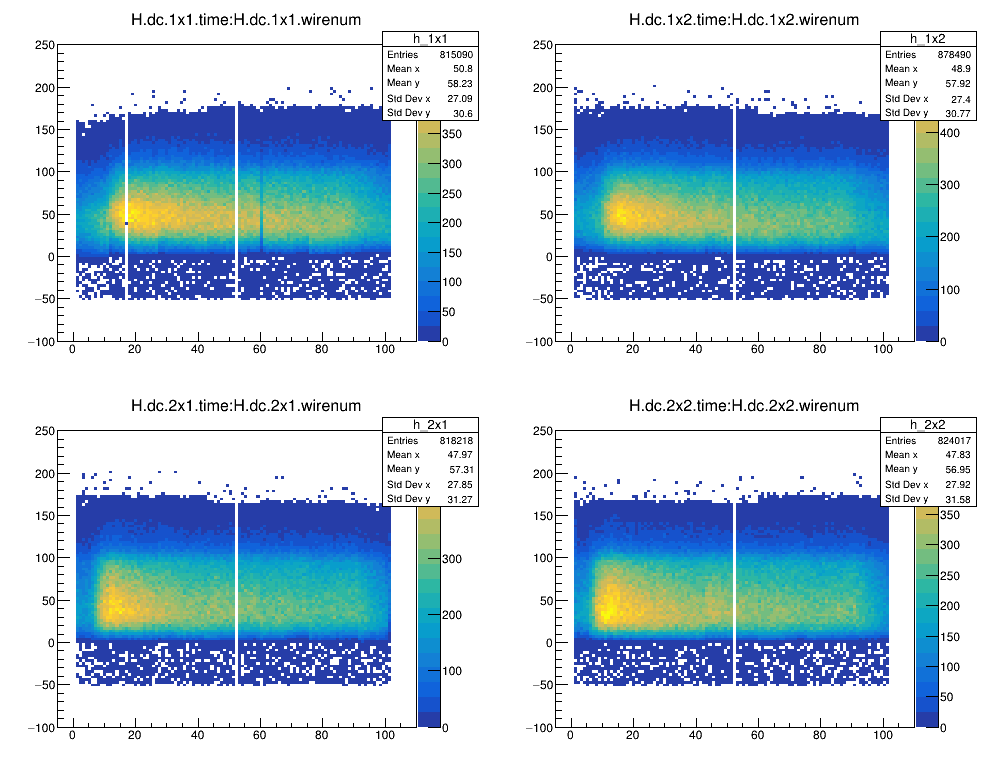 H.dc.1x1.time:H.dc.1x1.wirenum
h_1x1
Entries 815090
Mean x 50.8
Mean y 58.23
Std Dev x 27.09
Std Dev y 30.6
250
200
150
100
50
0
−50
−100
0 20 40 60 80 100
350
300
250
200
150
100
50
0
H.dc.1x2.time:H.dc.1x2.wirenum
h_1x2
Entries 878490
Mean x 48.9
Mean y 57.92
Std Dev x 27.4
Std Dev y 30.77
250
200
150
100
50
0
−50
−100
0 20 40 60 80 100
400
300
200
100
0
H.dc.2x1.time:H.dc.2x1.wirenum
h_2x1
Entries 818218
Mean x 47.97
Mean y 57.31
Std Dev x 27.85
Std Dev y 31.27
250
200
150
100
50
0
−50
−100
0 20 40 60 80 100
300
200
100
0
H.dc.2x2.time:H.dc.2x2.wirenum
h_2x2
Entries 824017
Mean x 47.83
Mean y 56.95
Std Dev x 27.92
Std Dev y 31.58
250
200
150
100
50
0
−50
−100
0 20 40 60 80 100
350
300
250
200
150
100
50
0